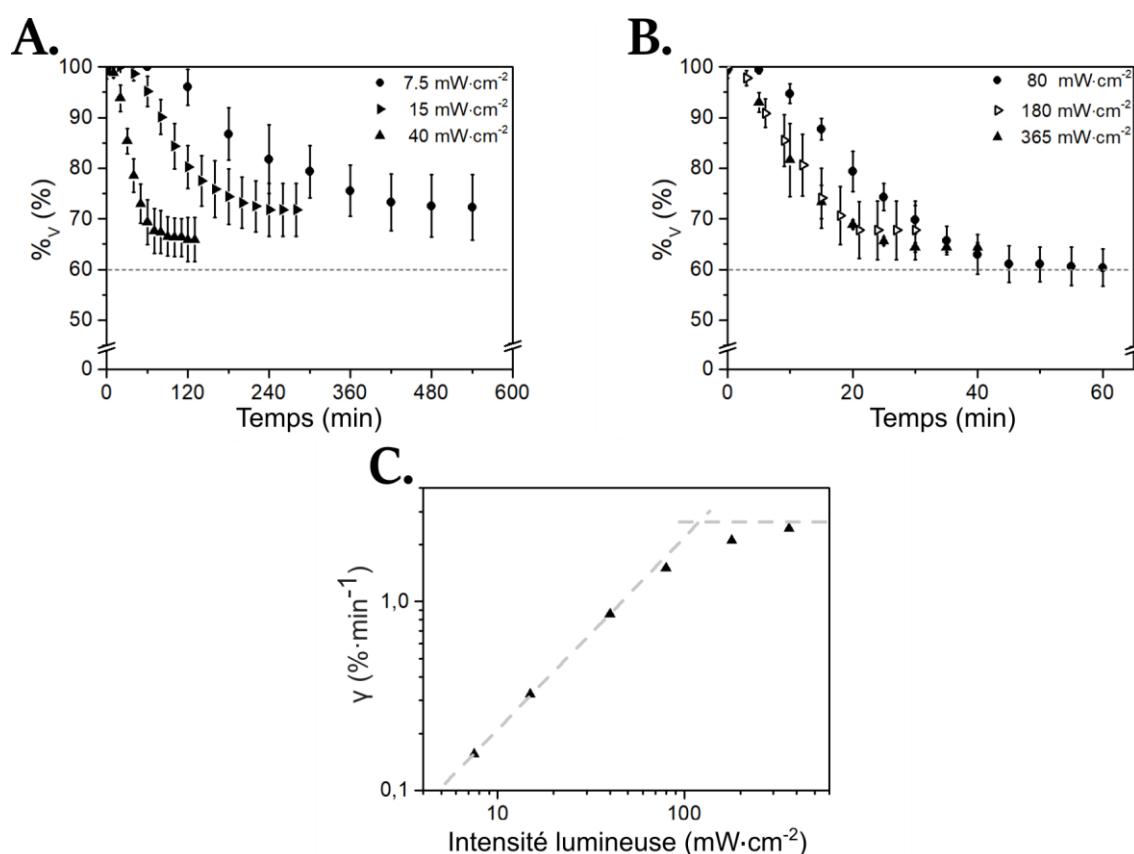 A.
100
90
80
70
60
50
0
%V (%)
7.5 mW·cm-2
15 mW·cm-2
40 mW·cm-2
0 120 240 360 480 600
Temps (min)
B.
100
90
80
70
60
50
0
%V (%)
80 mW·cm-2
180 mW·cm-2
365 mW·cm-2
0 20 40 60
Temps (min)
C.
1,0
0,1
γ (%·min-1)
10 100
Intensité lumineuse (mW·cm-2)